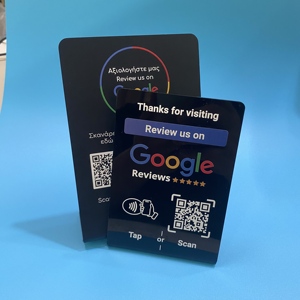 Αξιολογήστε μας
Review us on
Google
Thanks for visiting
Review us on
Google
Reviews
Tap or Scan